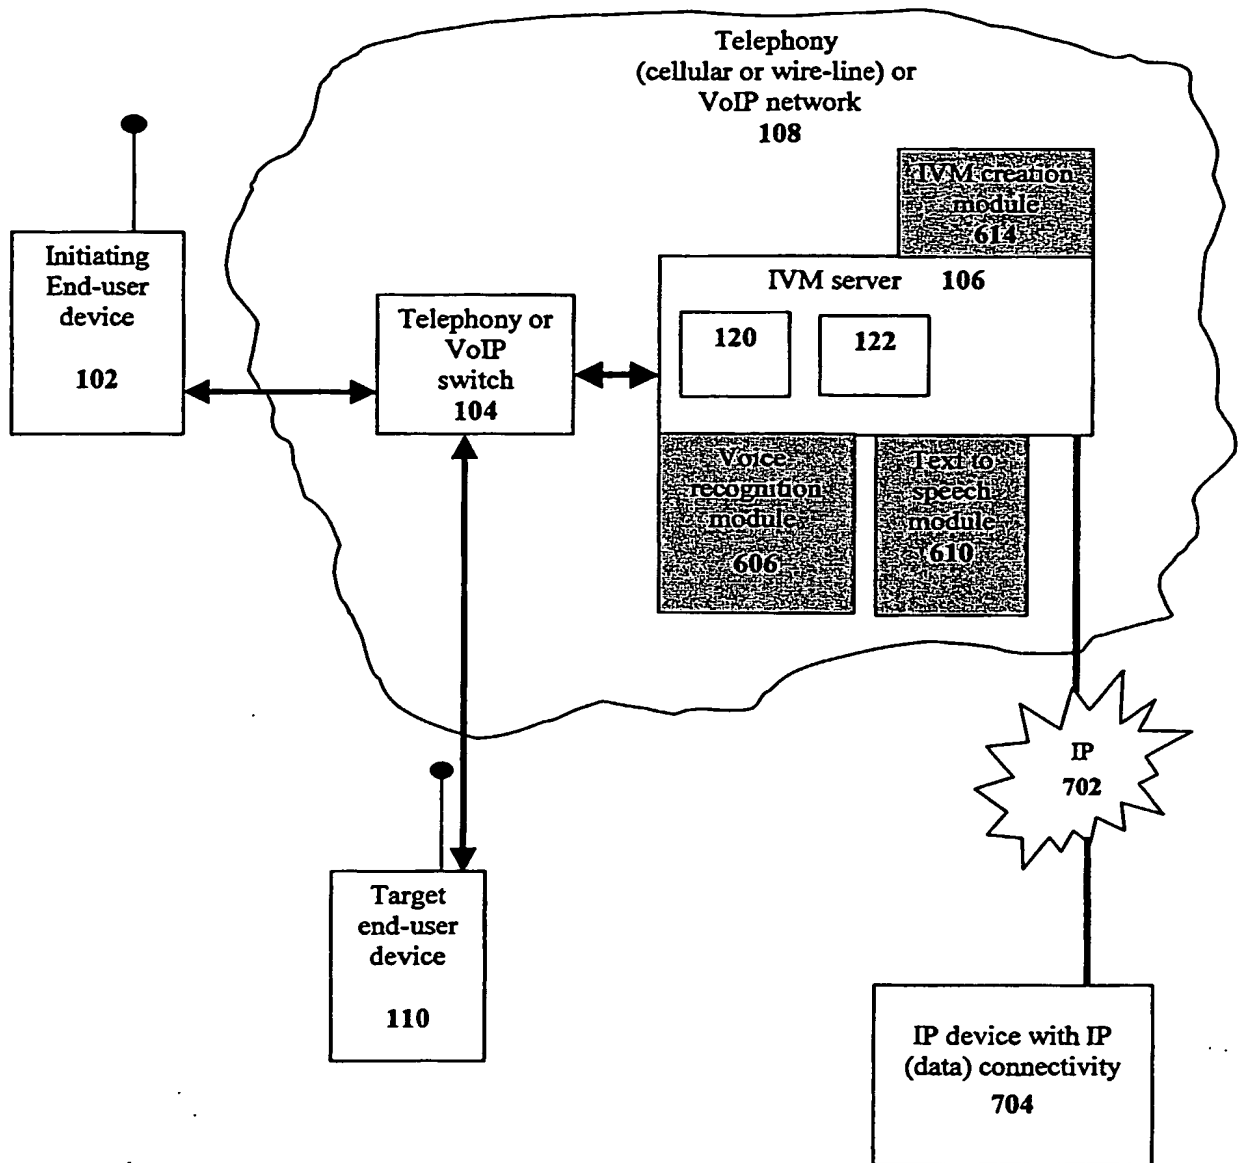 Telephony
(cellular or wire-line) or
VoIP network
108
IVM creation
module
614
Initiating
End-user
device
102
Telephony or
VoIP
switch
104
IVM server 106
120
122
Voice
recognition
module
606
Text to
speech
module
610
IP
702
Target
end-user
device
110
IP device with IP
(data) connectivity
704